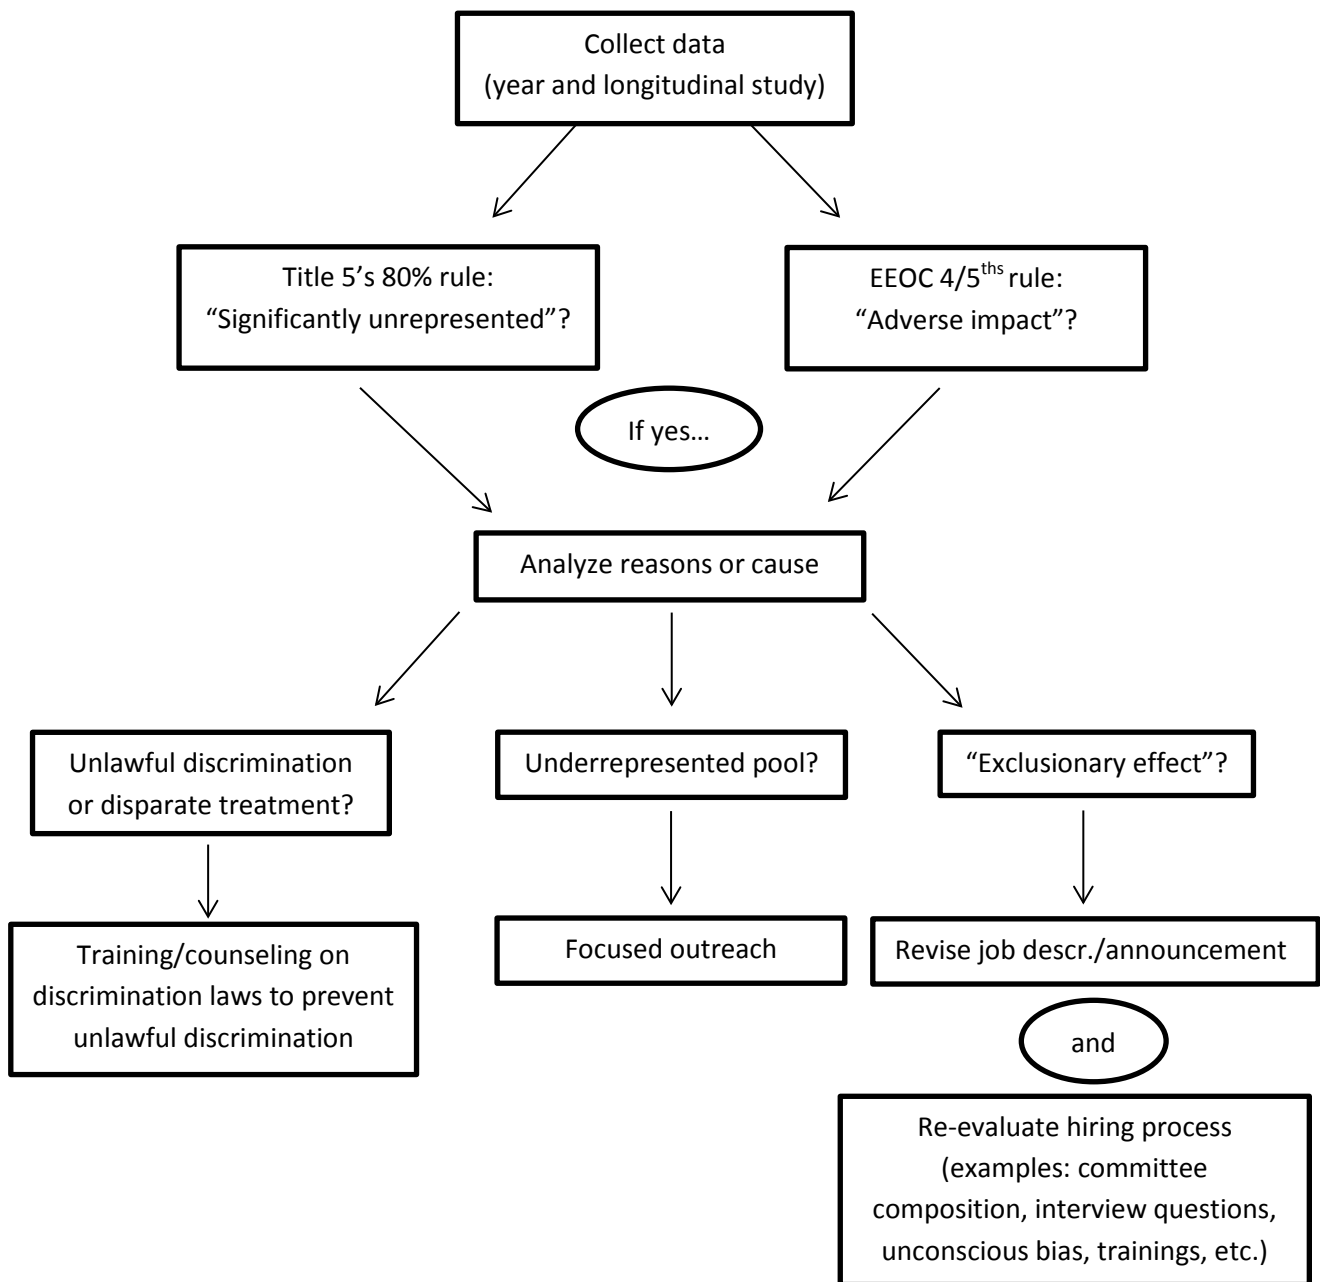 Collect data
(year and longitudinal study)
Title 5’s 80% rule:
“Significantly unrepresented”?
EEOC 4/5ths rule:
“Adverse impact”?
If yes…
Analyze reasons or cause
Unlawful discrimination
or disparate treatment?
Underrepresented pool?
“Exclusionary effect”?
Training/counseling on
discrimination laws to prevent
unlawful discrimination
Focused outreach
Revise job descr./announcement
and
Re-evaluate hiring process
(examples: committee
composition, interview questions,
unconscious bias, trainings, etc.)